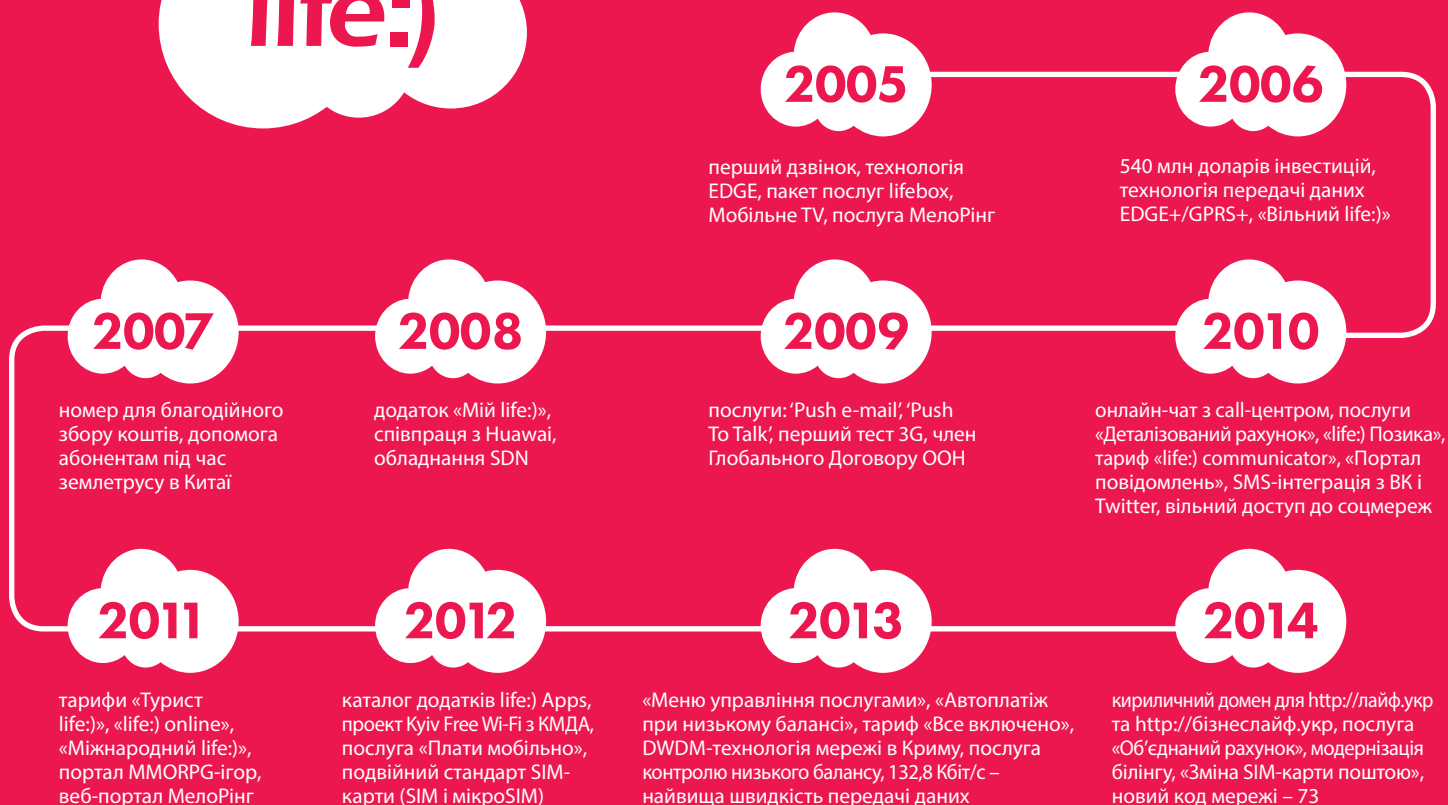 life:)
2005
перший дзвінок, технологія
EDGE, пакет послуг lifebox,
Мобільне TV, послуга МелоРінг
2006
540 млн доларів інвестицій,
технологія передачі даних
EDGE+/GPRS+, «Вільний life:)»
2007
номер для благодійного
збору коштів, допомога
абонентам під час
землетрусу в Китаї
2008
додаток «Мій life:)»,
співпраця з Huawai,
обладнання SDN
2009
послуги: ‘Push e-mail’, ‘Push
To Talk’, перший тест 3G, член
Глобального Договору ООН
2010
онлайн-чат з call-центром, послуги
«Деталізований рахунок», «life:) Позика»,
тариф «life:) communicator», «Портал
повідомлень», SMS-інтеграція з ВК і
Twitter, вільний доступ до соцмереж
2011
тарифи «Турист
life:)», «life:) online»,
«Міжнародний life:)»,
портал MMORPG-ігор,
веб-портал МелоРінг
2012
каталог додатків life:) Apps,
проект Kyiv Free Wi-Fi з КМДА,
послуга «Плати мобільно»,
подвійний стандарт SIM-
карти (SIM і мікроSIM)
2013
«Меню управління послугами», «Автоплатіж
при низькому балансі», тариф «Все включено»,
DWDM-технологія мережі в Криму, послуга
контролю низького балансу, 132,8 Кбіт/с –
найвища швидкість передачі даних
2014
кириличний домен для http://лайф.укр
та http://бізнеслайф.укр, послуга
«Об’єднаний рахунок», модернізація
білінгу, «Зміна SIM-карти поштою»,
новий код мережі – 73